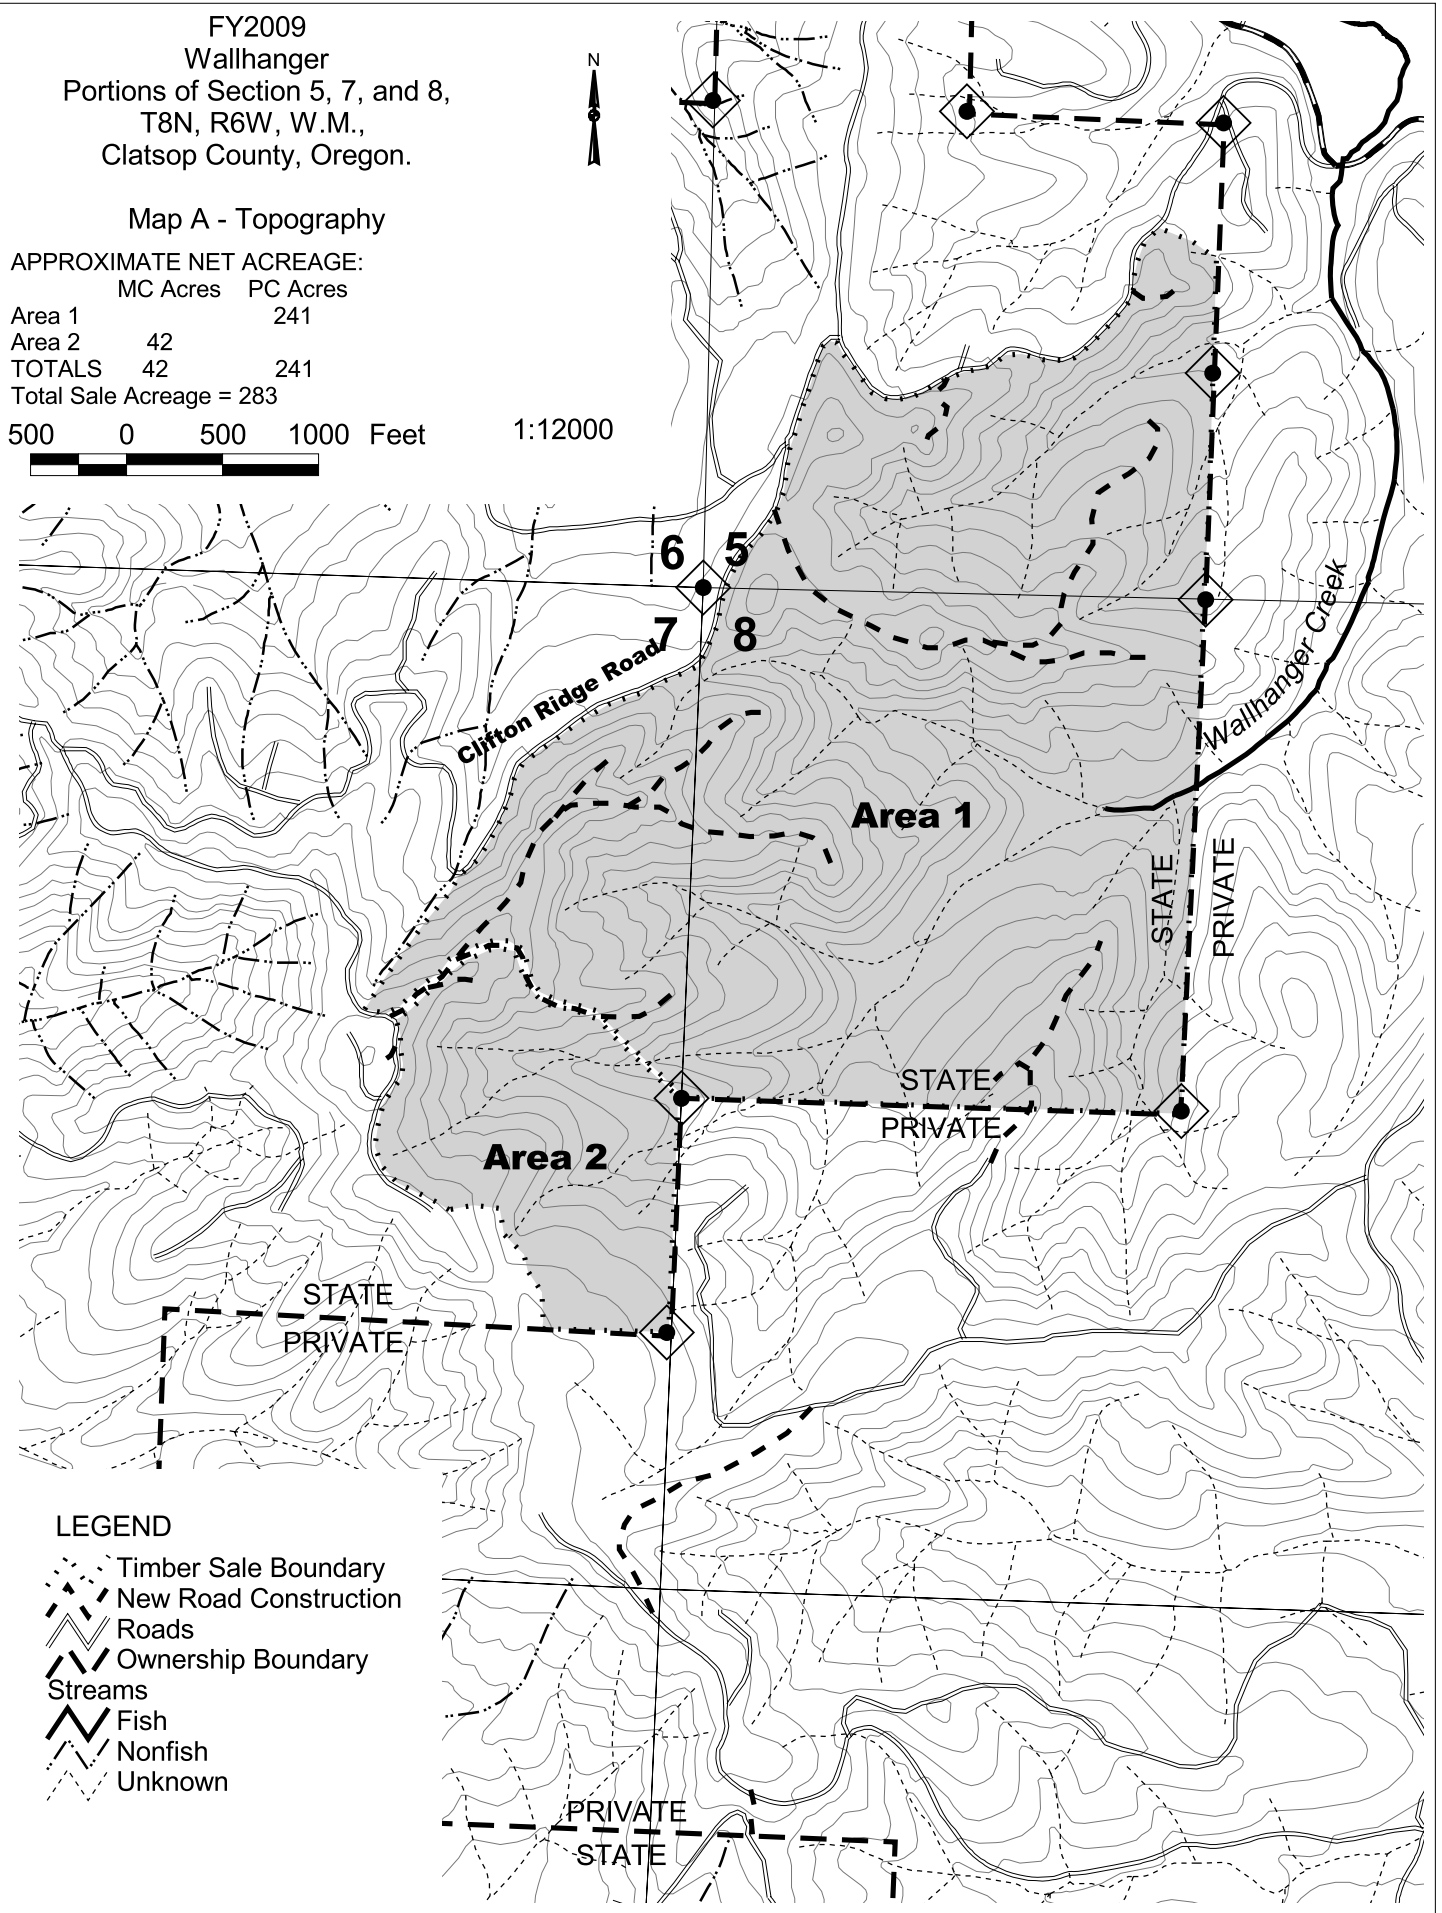 FY2009
Wallhanger
Portions of Section 5, 7, and 8,
T8N, R6W, W.M.,
Clatsop County, Oregon.
N
Map A - Topography
APPROXIMATE NET ACREAGE:
MC Acres PC Acres
Area 1 241
Area 2 42
TOTALS 42 241
Total Sale Acreage = 283
500 0 500 1000 Feet
1:12000
6 5
7 8
Clifton Ridge Road
Wallhanger Creek
Area 1
STATE
PRIVATE
STATE
PRIVATE
Area 2
STATE
PRIVATE
LEGEND
Timber Sale Boundary
New Road Construction
Roads
Ownership Boundary
Streams
Fish
Nonfish
Unknown
PRIVATE
STATE